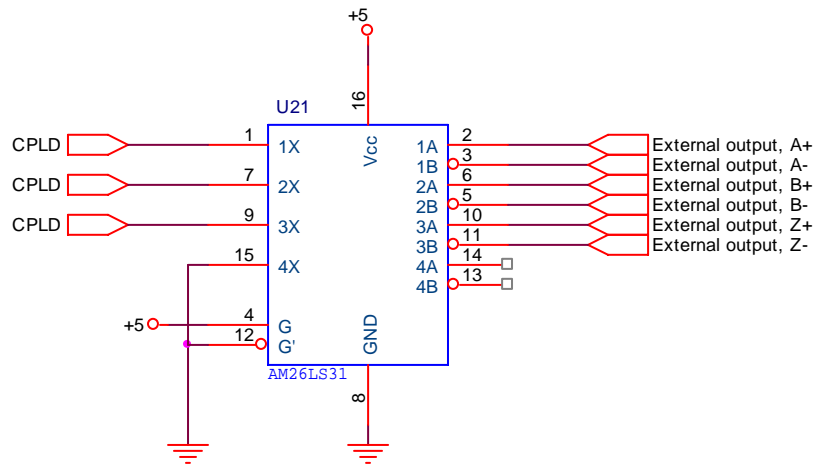 +5
U21
16
Vcc
CPLD 1 1X 1A 2 External output, A+
1B 3 External output, A-
CPLD 7 2X 2A 6 External output, B+
2B 5 External output, B-
CPLD 9 3X 3A 10 External output, Z+
3B 11 External output, Z-
15 4X 4A 14
4B 13
+5 4 G
12 G'
GND
AM26LS31
8